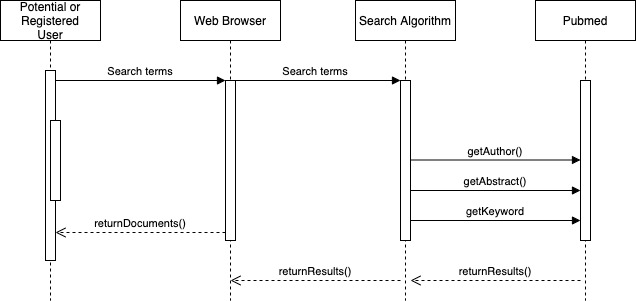 Potential or
Registered
User
Web Browser
Search Algorithm
Pubmed
Search terms
Search terms
getAuthor()
getAbstract()
getKeyword
returnDocuments()
returnResults()
returnResults()